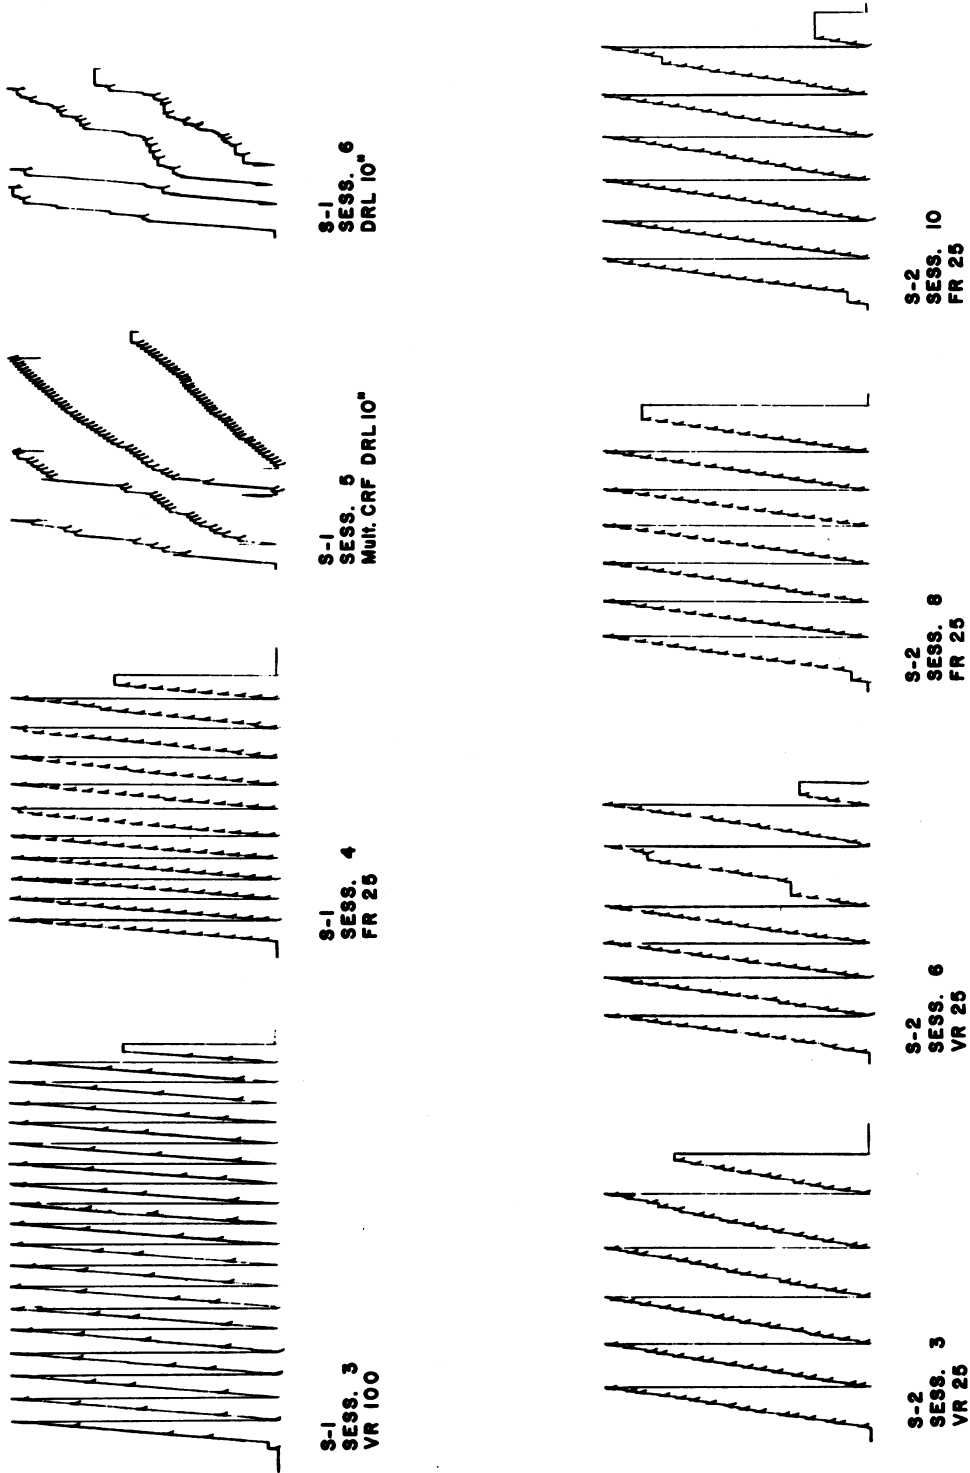 S-1
SESS. 3
VR 100
S-1
SESS. 4
FR 25
S-1
SESS. 5
Mult. CRF DRL 10"
S-1
SESS. 6
DRL 10"
S-2
SESS. 3
VR 25
S-2
SESS. 6
VR 25
S-2
SESS. 8
FR 25
S-2
SESS. 10
FR 25